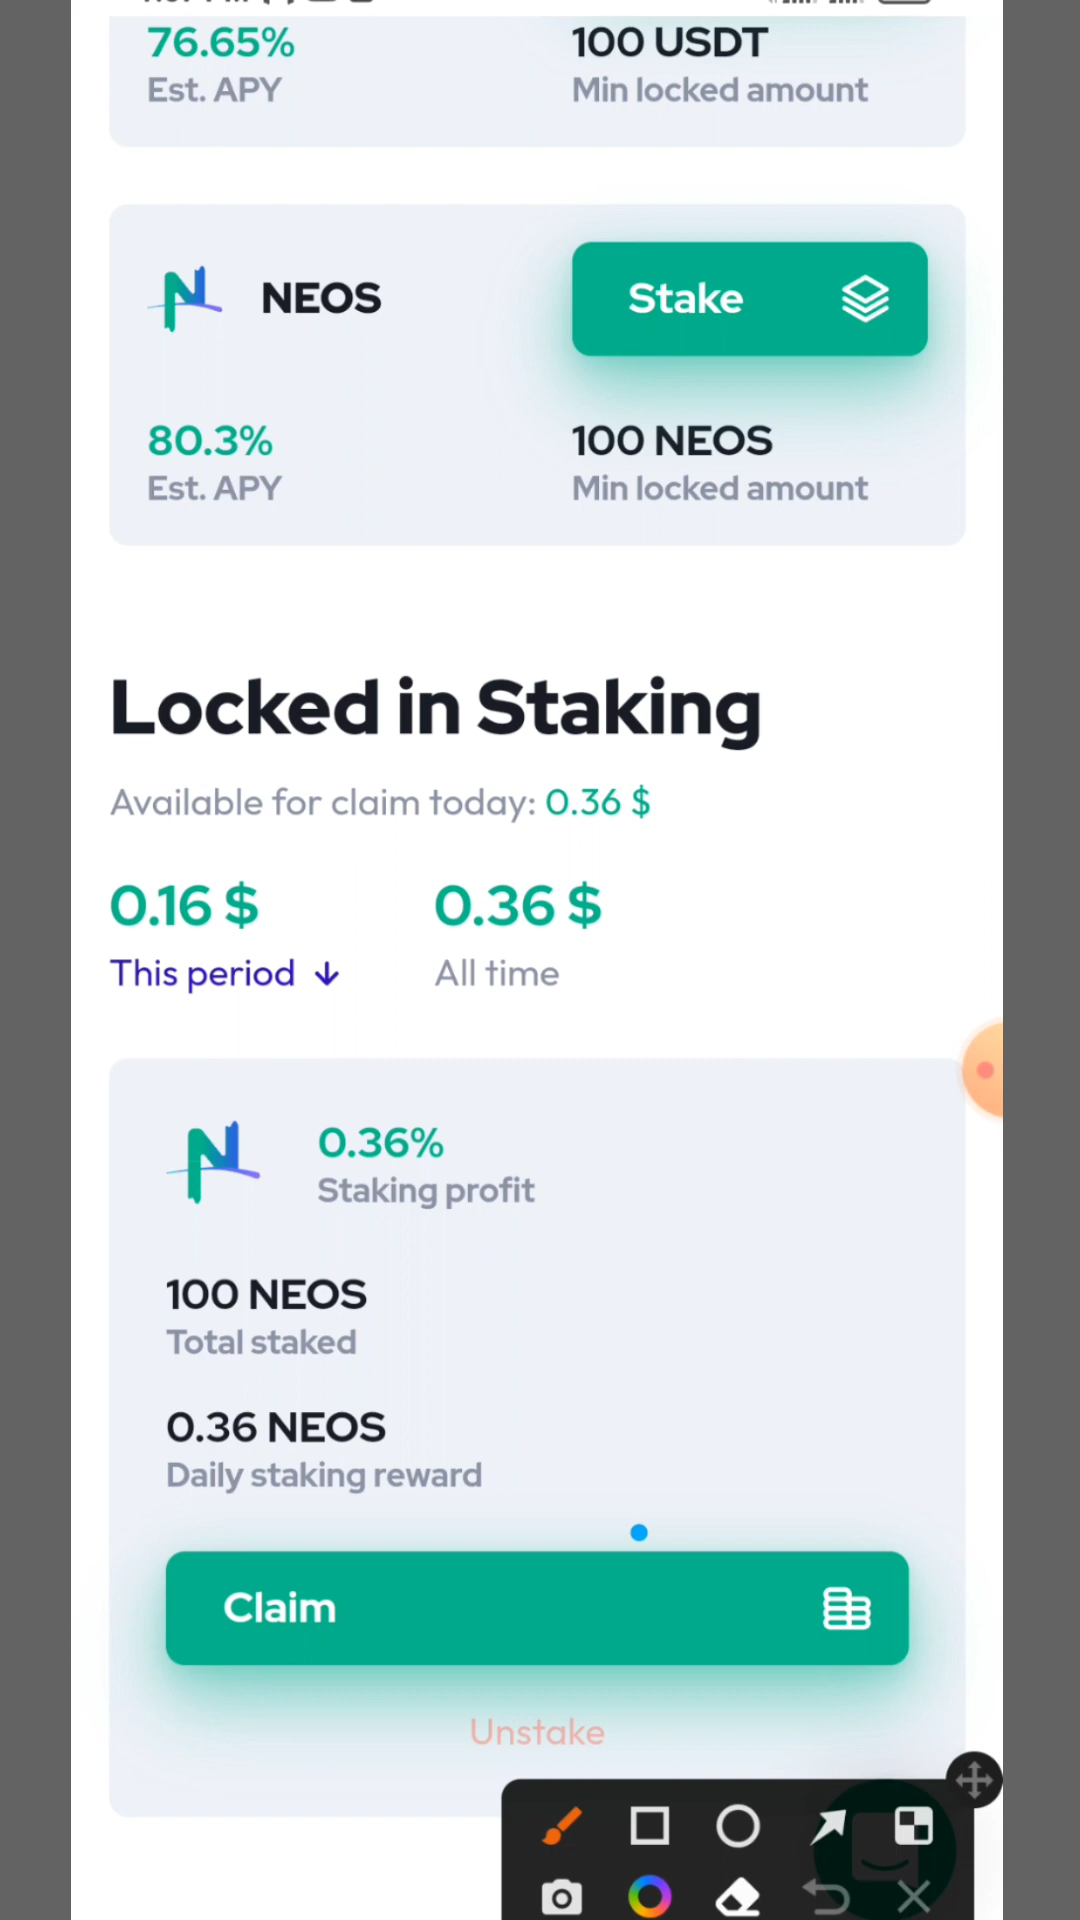 76.65%
100 USDT
Est. APY
Min locked amount
NEOS
Stake
80.3%
100 NEOS
Est. APY
Min locked amount
Locked in Staking
Available for claim today: 0.36 $
0.16 $
0.36 $
This period ↓
All time
0.36%
Staking profit
100 NEOS
Total staked
0.36 NEOS
Daily staking reward
Claim
Unstake